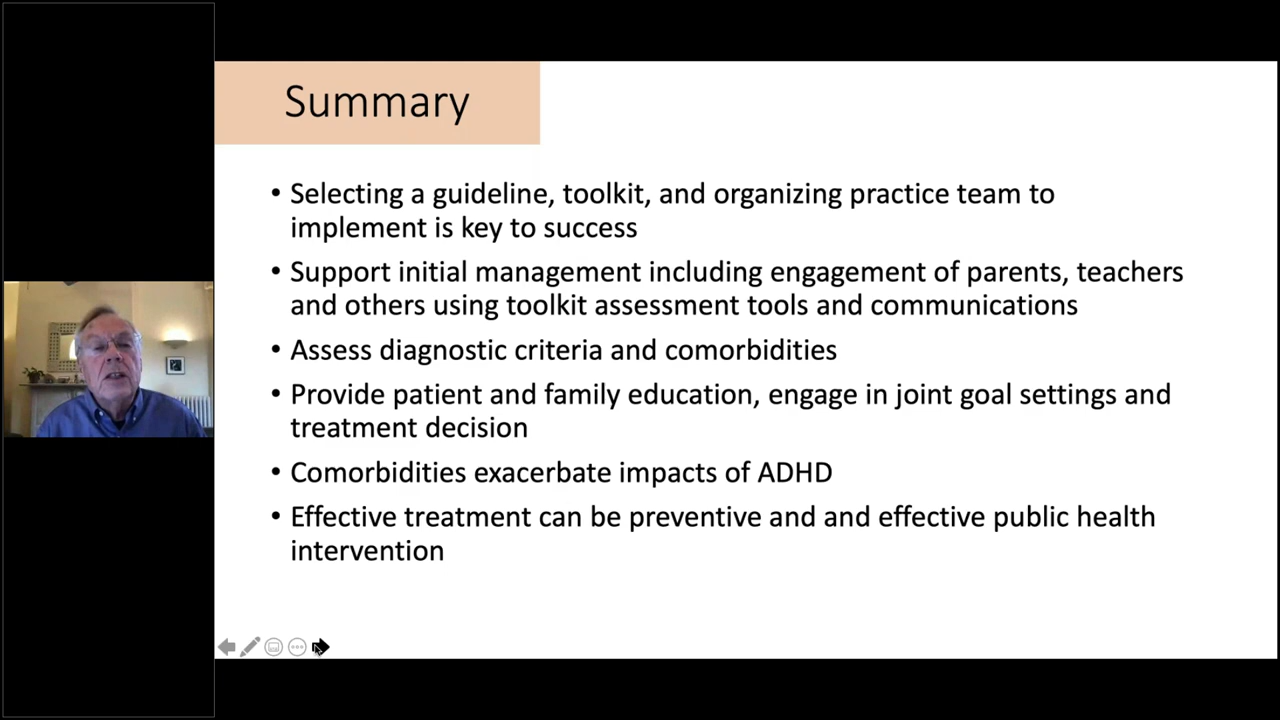 Summary
• Selecting a guideline, toolkit, and organizing practice team to
implement is key to success
• Support initial management including engagement of parents, teachers
and others using toolkit assessment tools and communications
• Assess diagnostic criteria and comorbidities
• Provide patient and family education, engage in joint goal settings and
treatment decision
• Comorbidities exacerbate impacts of ADHD
• Effective treatment can be preventive and and effective public health
intervention